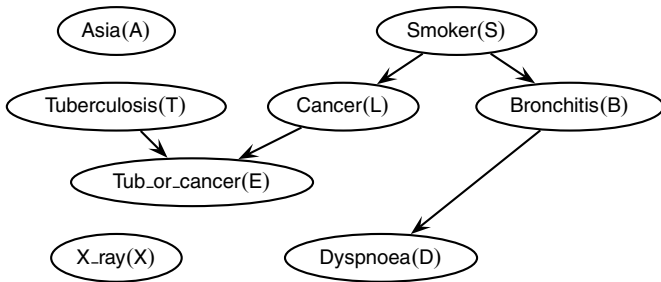 Asia(A)
Smoker(S)
Tuberculosis(T)
Cancer(L)
Bronchitis(B)
Tub_or_cancer(E)
X_ray(X)
Dyspnoea(D)